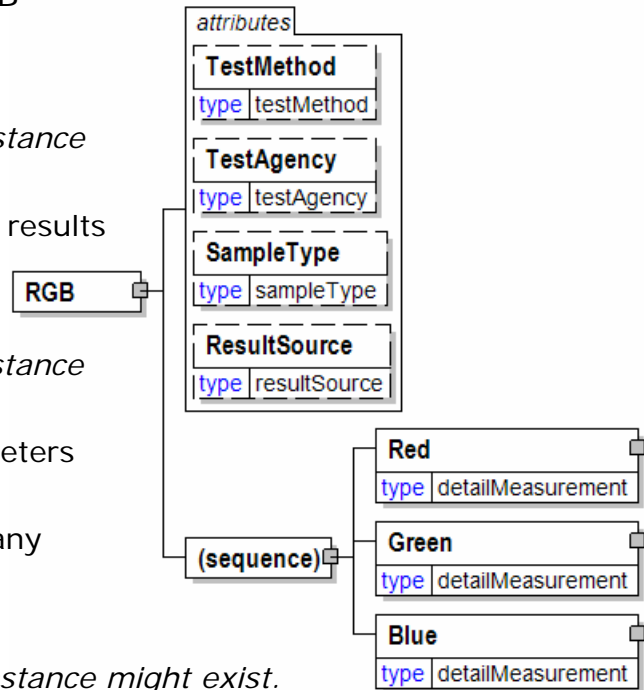 B
stance
results
stance
eters
any
stance might exist.
RGB
attributes
TestMethod
type testMethod
TestAgency
type testAgency
SampleType
type sampleType
ResultSource
type resultSource
(sequence)
Red
type detailMeasurement
Green
type detailMeasurement
Blue
type detailMeasurement